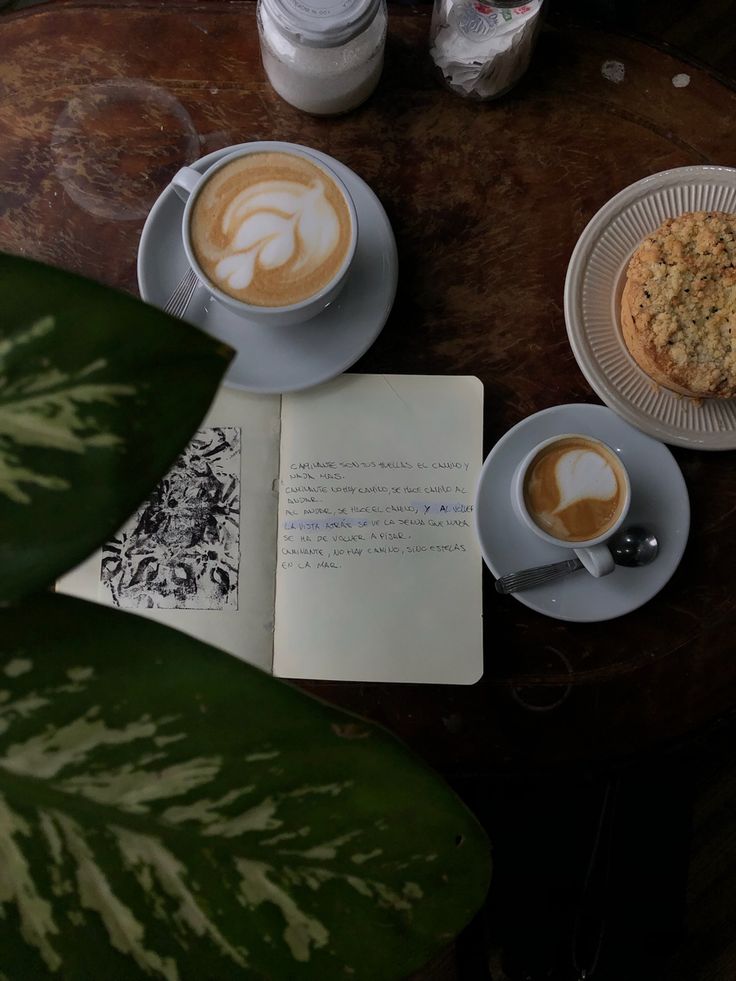 CAMINANTE SON TUS HUELLAS EL CAMINO Y
NADA MAS.
CAMINANTE NO HAY CAMINO, SE HACE CAMINO AL
ANDAR.
AL ANDAR, SE HACE EL CAMINO, Y AL VOLVER
LA VISTA ATRÁS SE VE LA SENDA QUE NUNCA
SE HA DE VOLVER A PISAR.
CAMINANTE, NO HAY CAMINO, SINO ESTELAS
EN LA MAR.